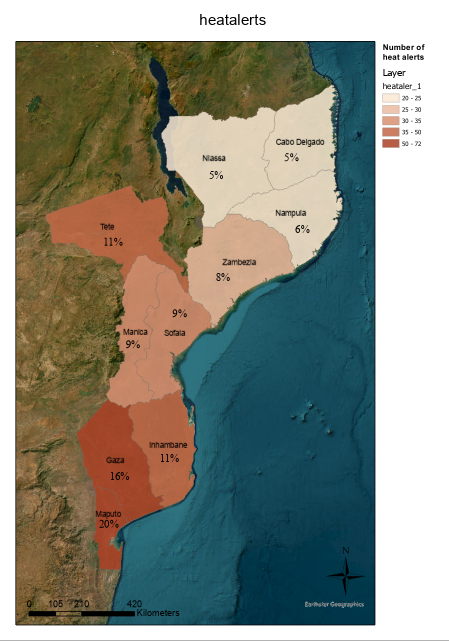 heatalerts
Number of
heat alerts
Layer
heataler_1
20 - 25
25 - 30
30 - 35
35 - 50
50 - 72
Cabo Delgado
5%
Niassa
5%
Nampula
6%
Tete
11%
Zambezia
8%
9%
Manica
9%
Sofala
Inhambane
11%
Gaza
16%
Maputo
20%
N
0 105 210 420
Kilometers
Earthstar Geographics